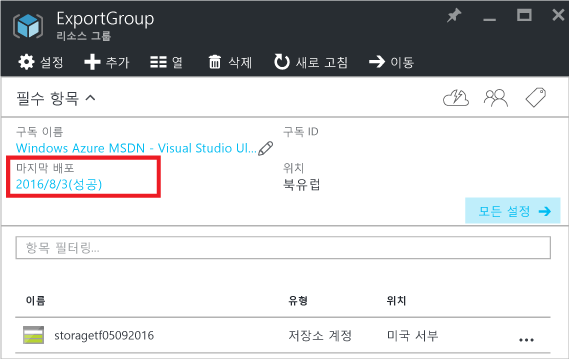 ExportGroup
리소스 그룹
설정 추가 열 삭제 새로 고침 이동
필수 항목
구독 이름 구독 ID
Windows Azure MSDN - Visual Studio Ul...
마지막 배포 위치
2016/8/3(성공) 북유럽
모든 설정
항목 필터링...
이름 유형 위치
storagetf05092016 저장소 계정 미국 서부 ...